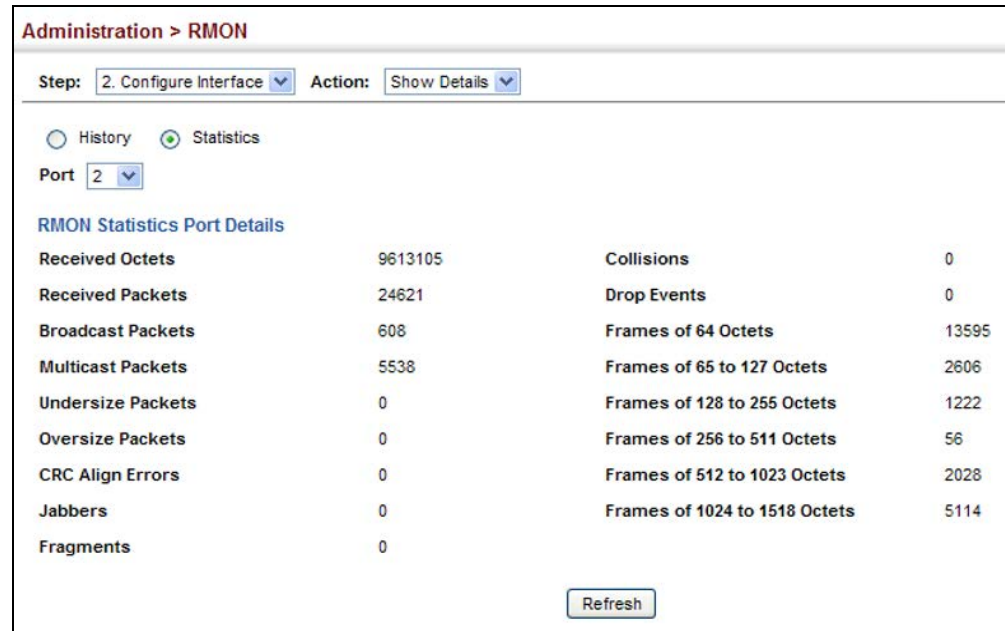 Administration > RMON
Step: 2. Configure Interface Action: Show Details
History Statistics
Port 2
RMON Statistics Port Details
Received Octets 9613105 Collisions 0
Received Packets 24621 Drop Events 0
Broadcast Packets 608 Frames of 64 Octets 13595
Multicast Packets 5538 Frames of 65 to 127 Octets 2606
Undersize Packets 0 Frames of 128 to 255 Octets 1222
Oversize Packets 0 Frames of 256 to 511 Octets 56
CRC Align Errors 0 Frames of 512 to 1023 Octets 2028
Jabbers 0 Frames of 1024 to 1518 Octets 5114
Fragments 0
Refresh